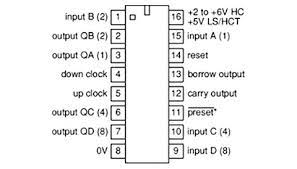 input B (2) 1 16 +2 to +6V HC
+5V LS/HCT
output QB (2) 2 15 input A (1)
output QA (1) 3 14 reset
down clock 4 13 borrow output
up clock 5 12 carry output
output QC (4) 6 11 preset*
output QD (8) 7 10 input C (4)
0V 8 9 input D (8)